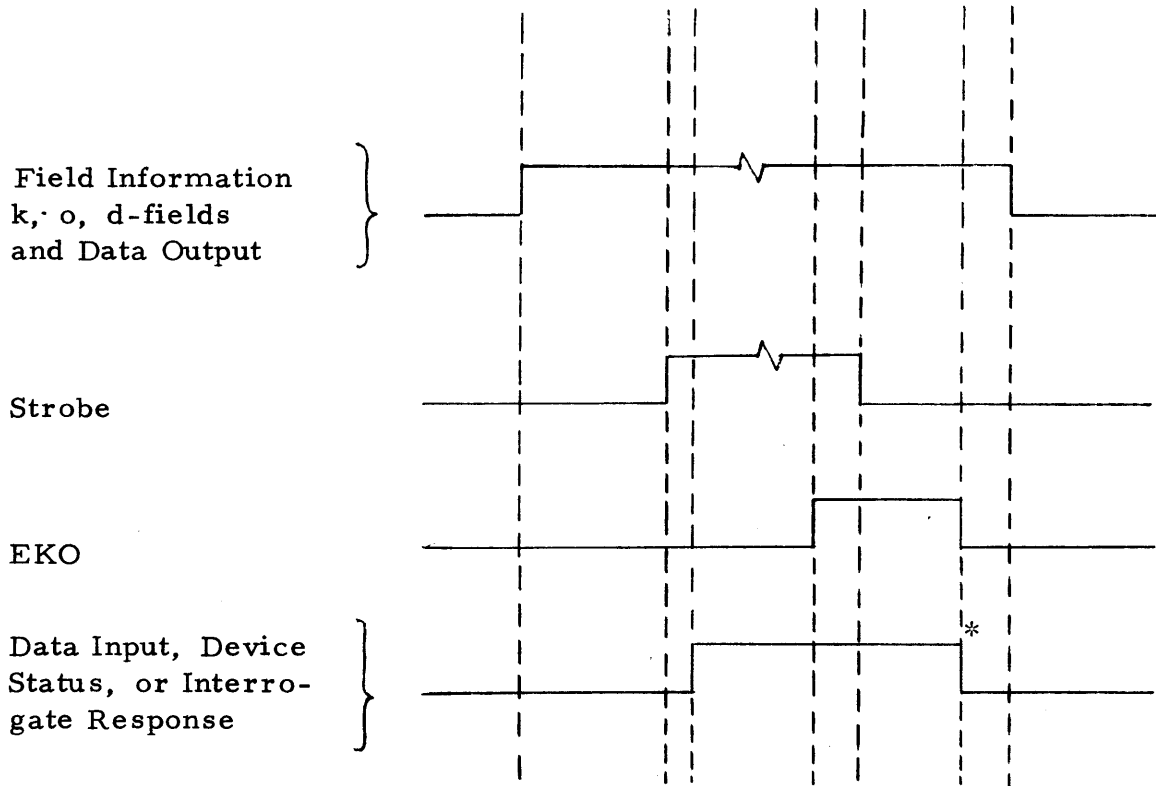 Field Information
k, o, d-fields
and Data Output
Strobe
EKO
*
Data Input, Device
Status, or Interro-
gate Response